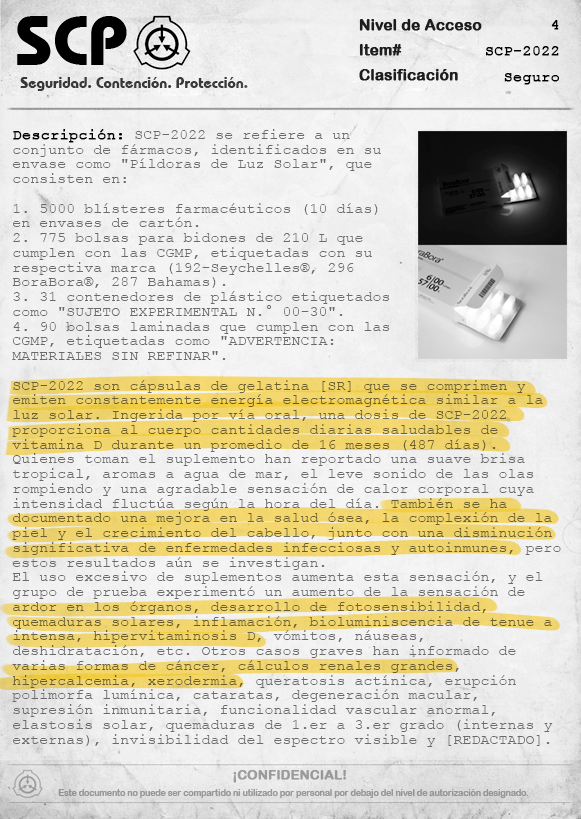 SCP
Seguridad. Contención. Protección.
Nivel de Acceso 4
Item# SCP-2022
Clasificación Seguro
Descripción: SCP-2022 se refiere a un
conjunto de fármacos, identificados en su
envase como "Píldoras de Luz Solar", que
consisten en:
1. 5000 blísteres farmacéuticos (10 días)
en envases de cartón.
2. 775 bolsas para bidones de 210 L que
cumplen con las CGMP, etiquetadas con su
respectiva marca (192-Seychelles®, 296
BoraBora®, 287 Bahamas).
3. 31 contenedores de plástico etiquetados
como "SUJETO EXPERIMENTAL N.° 00-30".
4. 90 bolsas laminadas que cumplen con las
CGMP, etiquetadas como "ADVERTENCIA:
MATERIALES SIN REFINAR".
SCP-2022 son cápsulas de gelatina [SR] que se comprimen y
emiten constantemente energía electromagnética similar a la
luz solar. Ingerida por vía oral, una dosis de SCP-2022
proporciona al cuerpo cantidades diarias saludables de
vitamina D durante un promedio de 16 meses (487 días).
Quienes toman el suplemento han reportado una suave brisa
tropical, aromas a agua de mar, el leve sonido de las olas
rompiendo y una agradable sensación de calor corporal cuya
intensidad fluctúa según la hora del día. También se ha
documentado una mejora en la salud ósea, la complexión de la
piel y el crecimiento del cabello, junto con una disminución
significativa de enfermedades infecciosas y autoinmunes, pero
estos resultados aún se investigan.
El uso excesivo de suplementos aumenta esta sensación, y el
grupo de prueba experimentó un aumento de la sensación de
ardor en los órganos, desarrollo de fotosensibilidad,
quemaduras solares, inflamación, bioluminiscencia de tenue a
intensa, hipervitaminosis D, vómitos, náuseas,
deshidratación, etc. Otros casos graves han informado de
varias formas de cáncer, cálculos renales grandes,
hipercalcemia, xerodermia, queratosis actínica, erupción
polimorfa lumínica, cataratas, degeneración macular,
supresión inmunitaria, funcionalidad vascular anormal,
elastosis solar, quemaduras de 1.er a 3.er grado (internas y
externas), invisibilidad del espectro visible y [REDACTADO].
¡CONFIDENCIAL!
Este documento no puede ser compartido ni utilizado por personal por debajo del nivel de autorización designado.